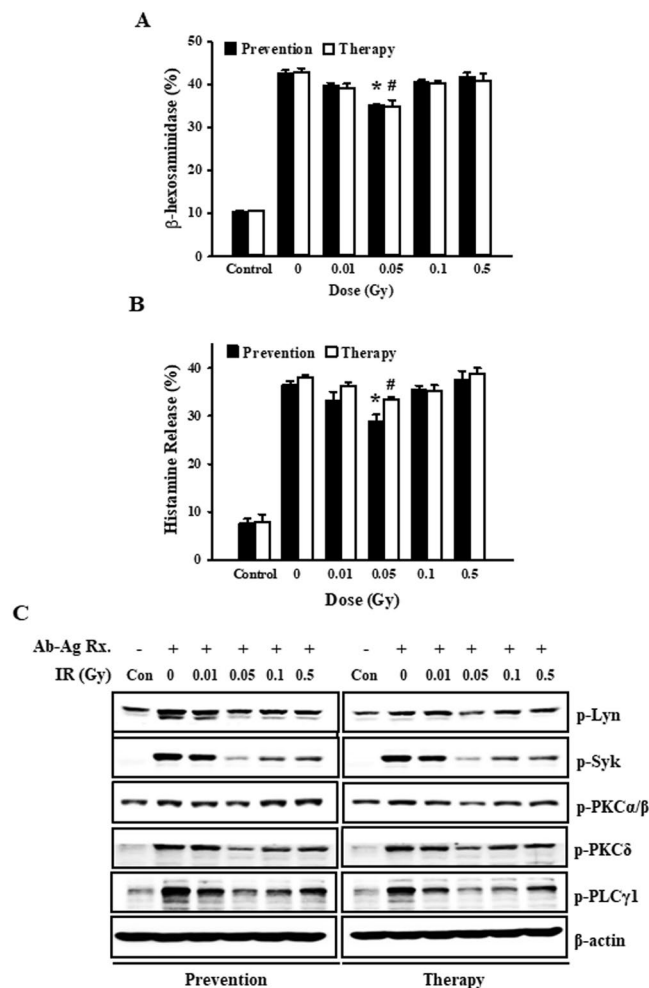 A
Prevention Therapy
β-hexosaminidase (%)
50
40
30
20
10
0
* #
Control 0 0.01 0.05 0.1 0.5
Dose (Gy)
B
Prevention Therapy
Histamine Release (%)
40
30
20
10
0
* #
Control 0 0.01 0.05 0.1 0.5
Dose (Gy)
C
Ab-Ag Rx. - + + + + + - + + + + +
IR (Gy) Con 0 0.01 0.05 0.1 0.5 Con 0 0.01 0.05 0.1 0.5
p-Lyn
p-Syk
p-PKCα/β
p-PKCδ
p-PLCγ1
β-actin
Prevention Therapy